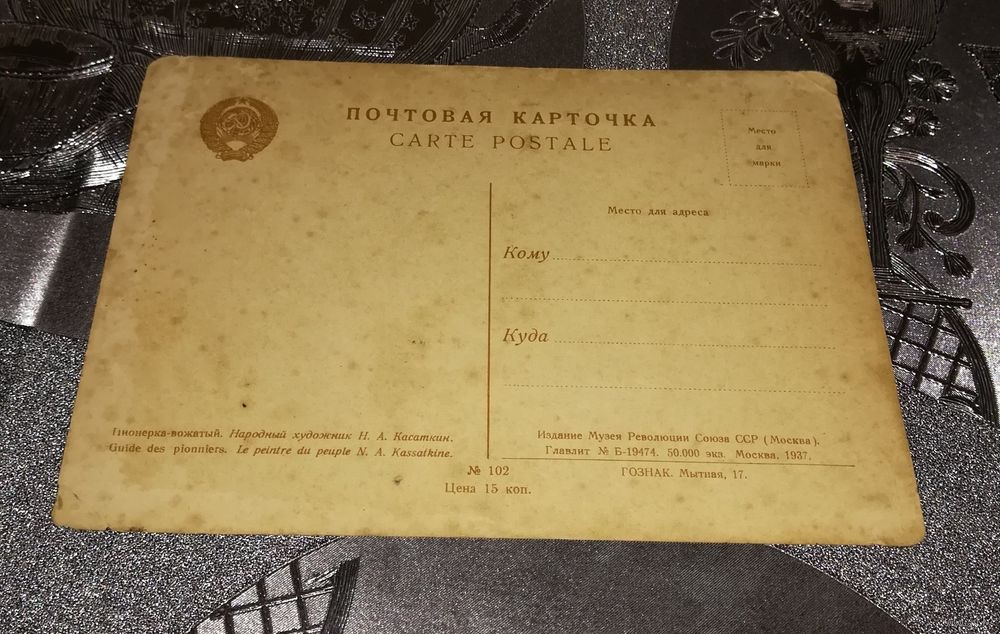 ПОЧТОВАЯ КАРТОЧКА
CARTE POSTALE
Место
для
марки
Место для адреса
Кому
Куда
Пионерка-вожатый. Народный художник Н. А. Касаткин.
Guide des pionniers. Le peintre du peuple N. A. Kassatkine.
Издание Музея Революции Союза ССР (Москва).
Главлит № Б-19474. 50.000 экз. Москва, 1937.
№ 102
Цена 15 коп.
ГОЗНАК. Мытная, 17.